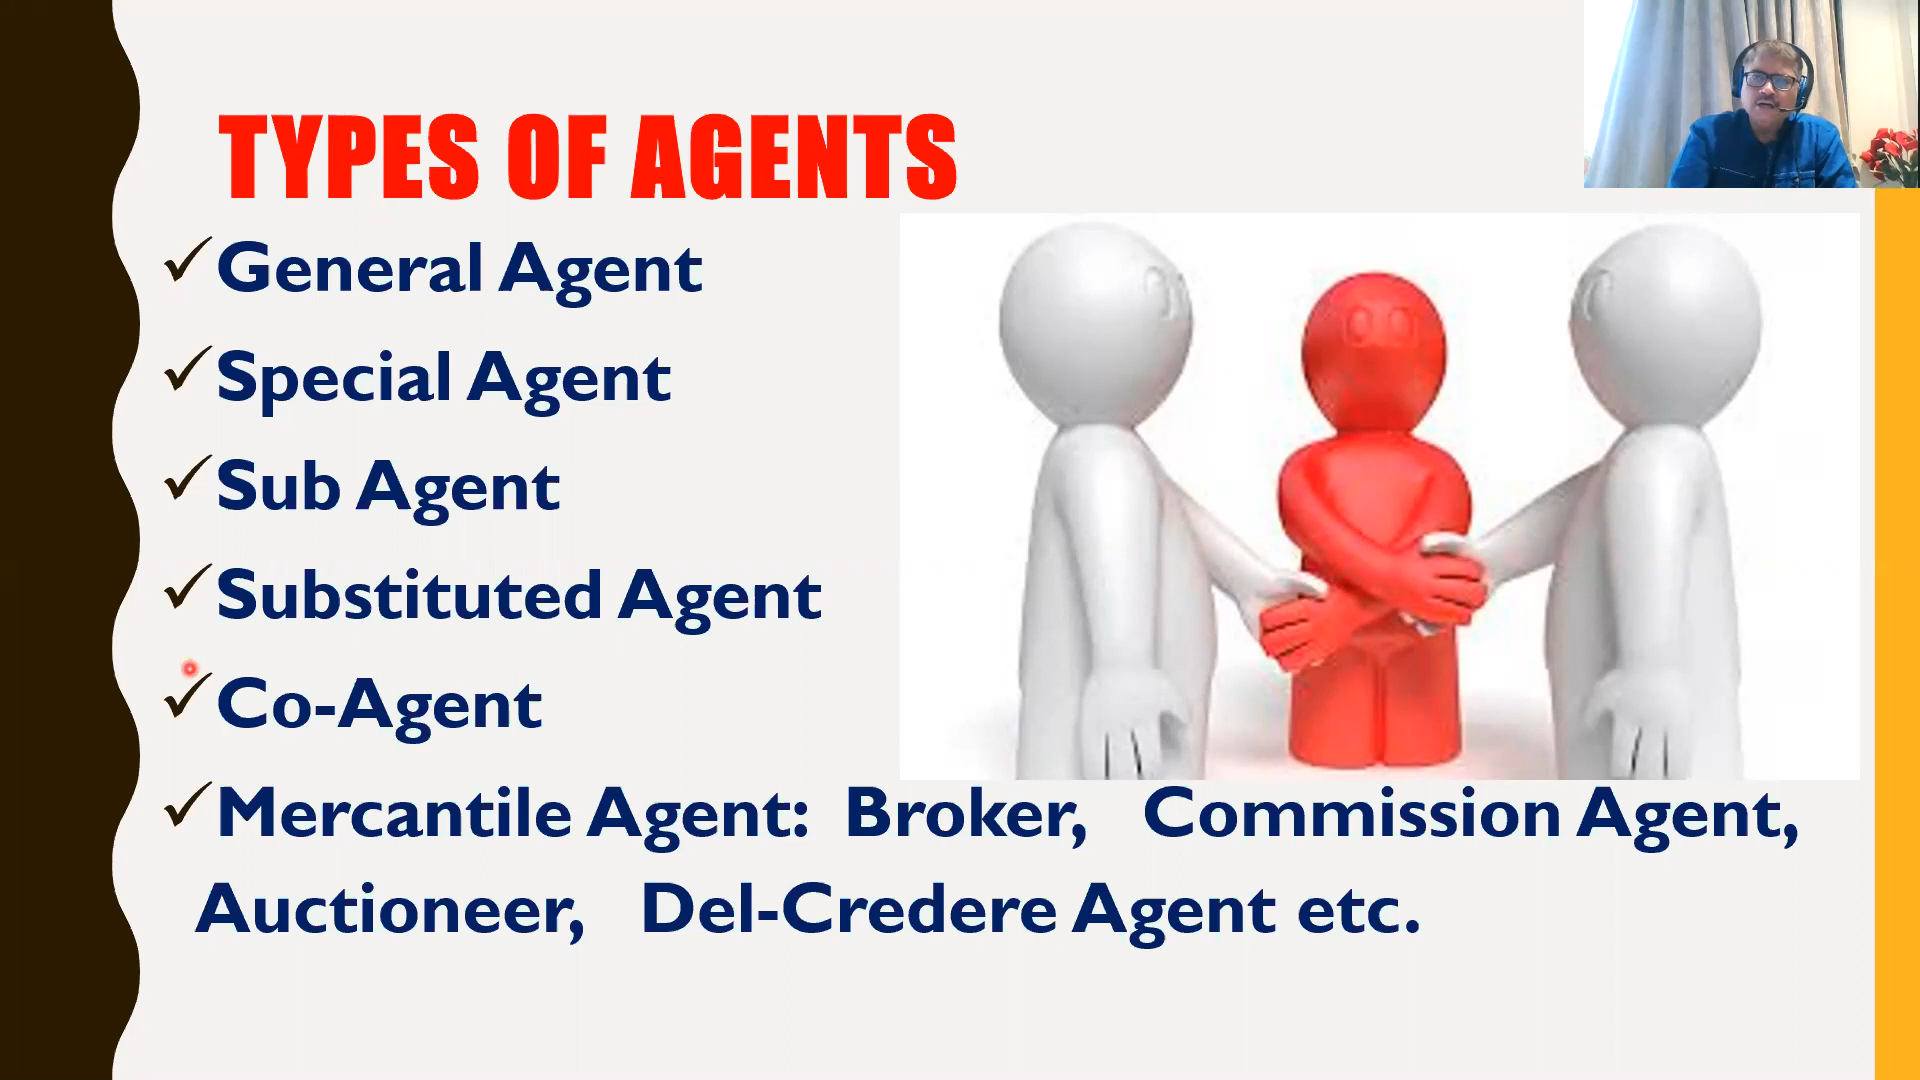 TYPES OF AGENTS
General Agent
Special Agent
Sub Agent
Substituted Agent
Co-Agent
Mercantile Agent: Broker, Commission Agent,
Auctioneer, Del-Credere Agent etc.